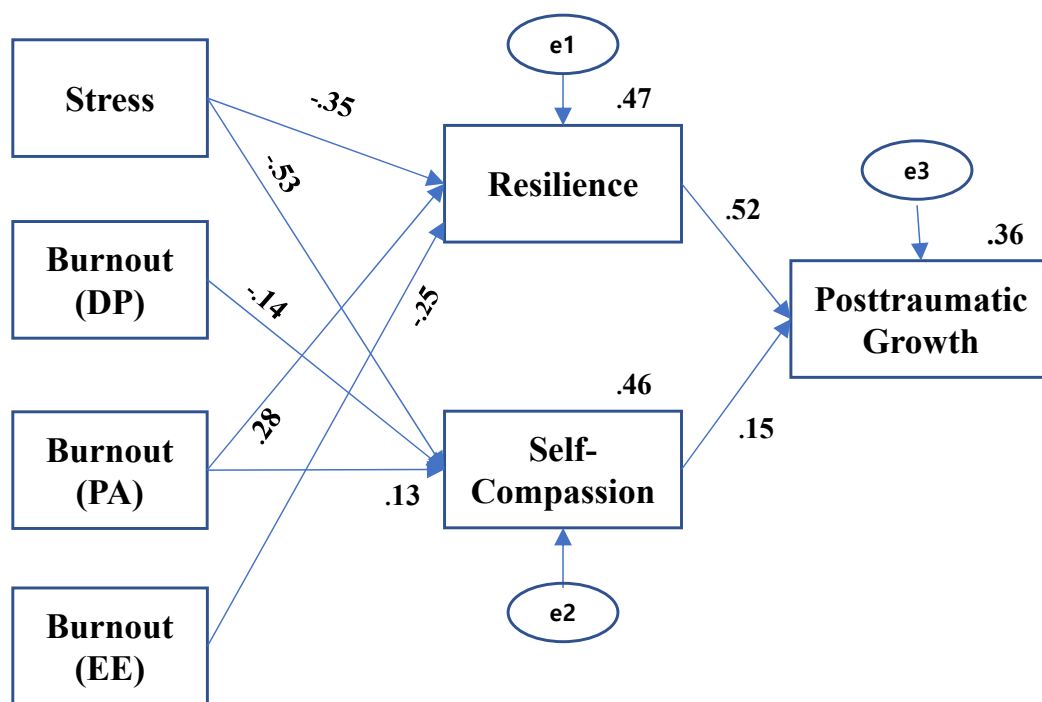 e1
Stress
-.35
.47
-.53
Resilience
e3
.52
.36
Burnout
(DP)
-.14
-.25
Posttraumatic
Growth
.46
Burnout
(PA)
.28
.13
Self-
Compassion
.15
e2
Burnout
(EE)